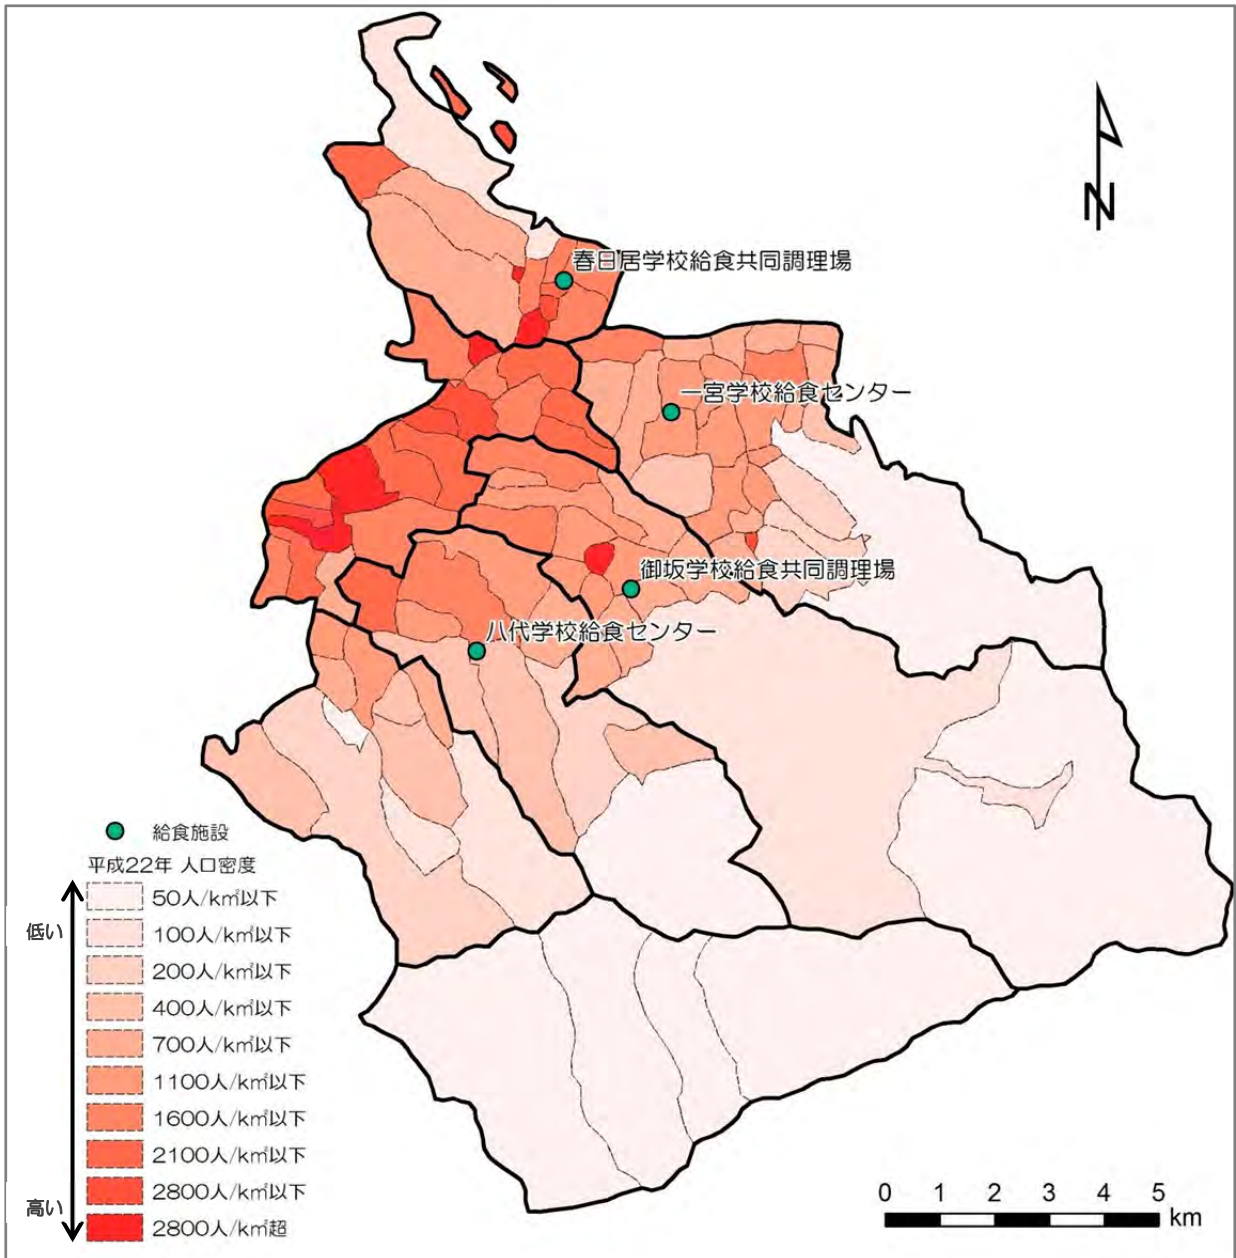 N
春日居学校給食共同調理場
一宮学校給食センター
御坂学校給食共同調理場
八代学校給食センター
給食施設
平成22年 人口密度
50人/k㎡以下
低い
100人/k㎡以下
200人/k㎡以下
400人/k㎡以下
700人/k㎡以下
1100人/k㎡以下
1600人/k㎡以下
2100人/k㎡以下
2800人/k㎡以下
高い
2800人/k㎡超
0 1 2 3 4 5
km